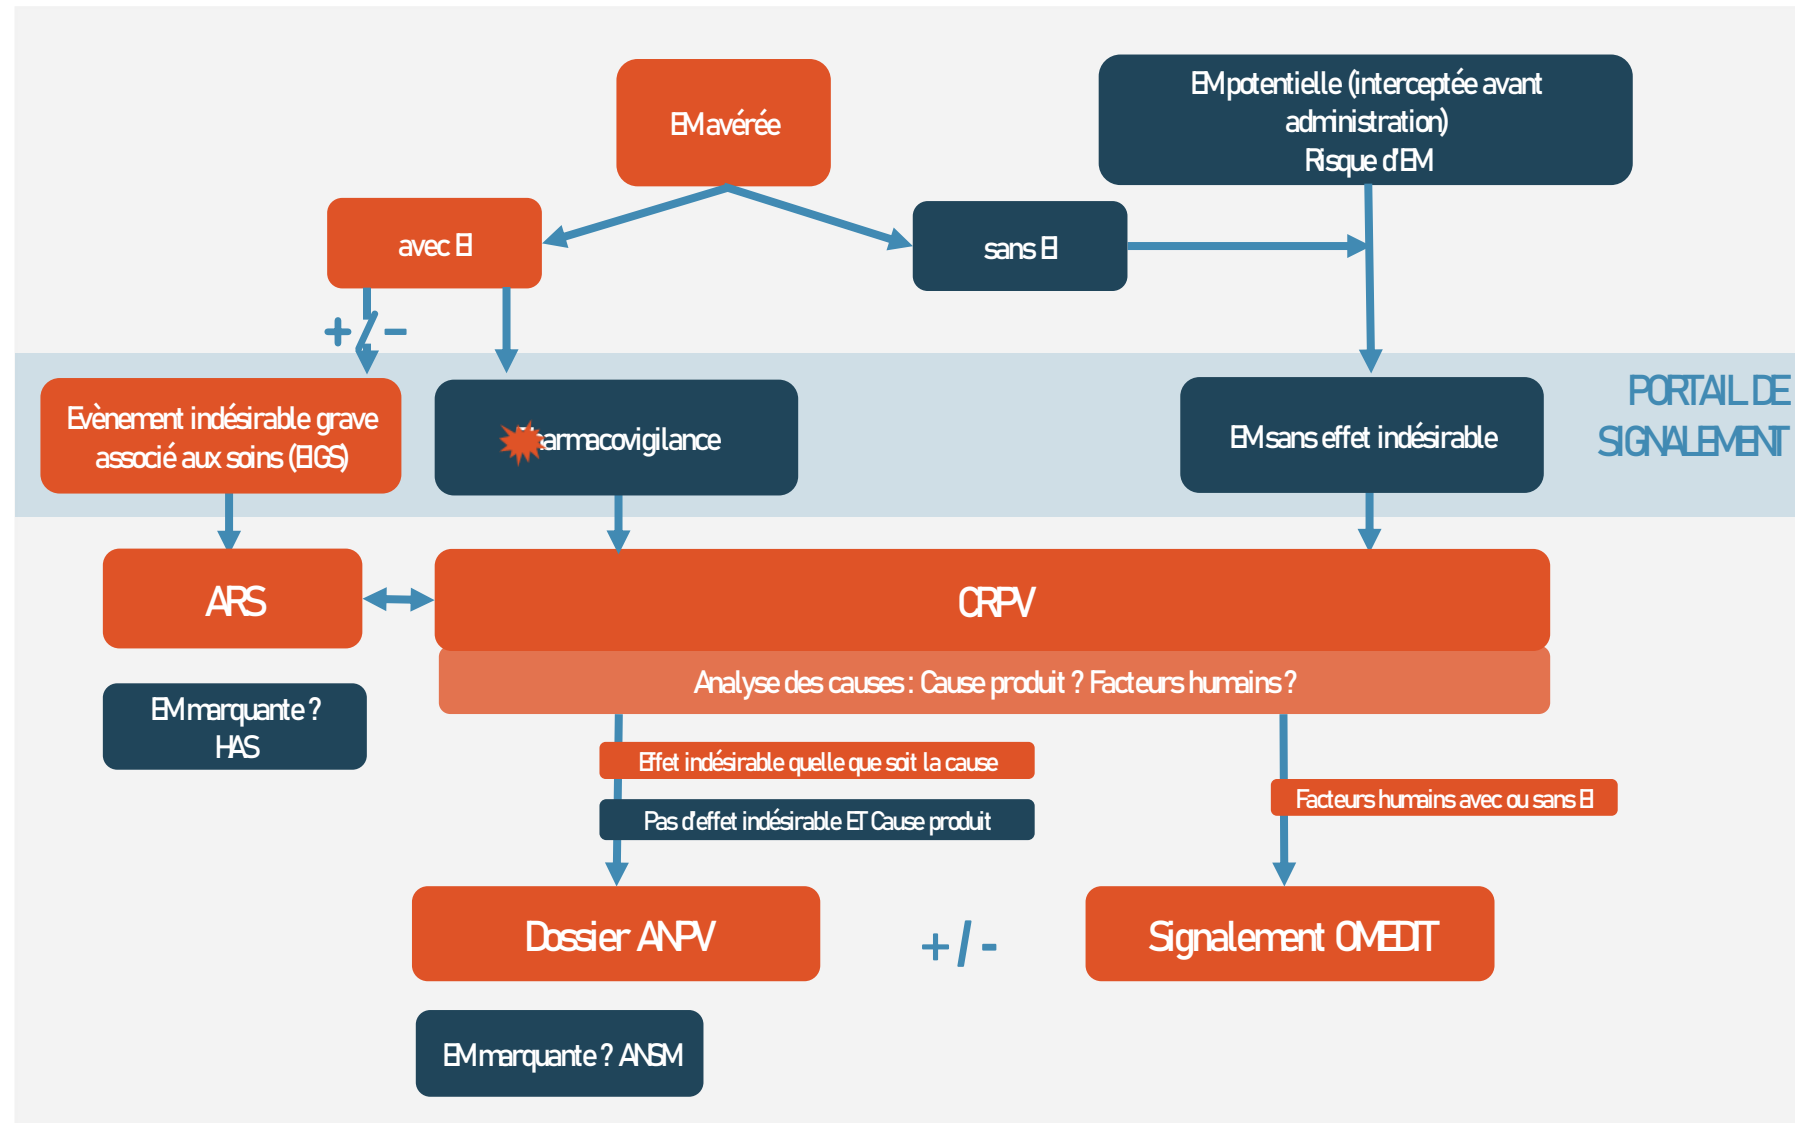 EM avérée
EM potentielle (interceptée avant
administration)
Risque d'EM
avec EI
sans EI
+/-
Evènement indésirable grave
associé aux soins (EIGS)
armacovigilance
EM sans effet indésirable
PORTAIL DE
SIGNALEMENT
ARS
CRPV
Analyse des causes : Cause produit ? Facteurs humains ?
EM marquante ?
HAS
Effet indésirable quelle que soit la cause
Pas d'effet indésirable ET Cause produit
Facteurs humains avec ou sans EI
Dossier ANPV
+/-
Signalement OMEDIT
EM marquante ? ANSM